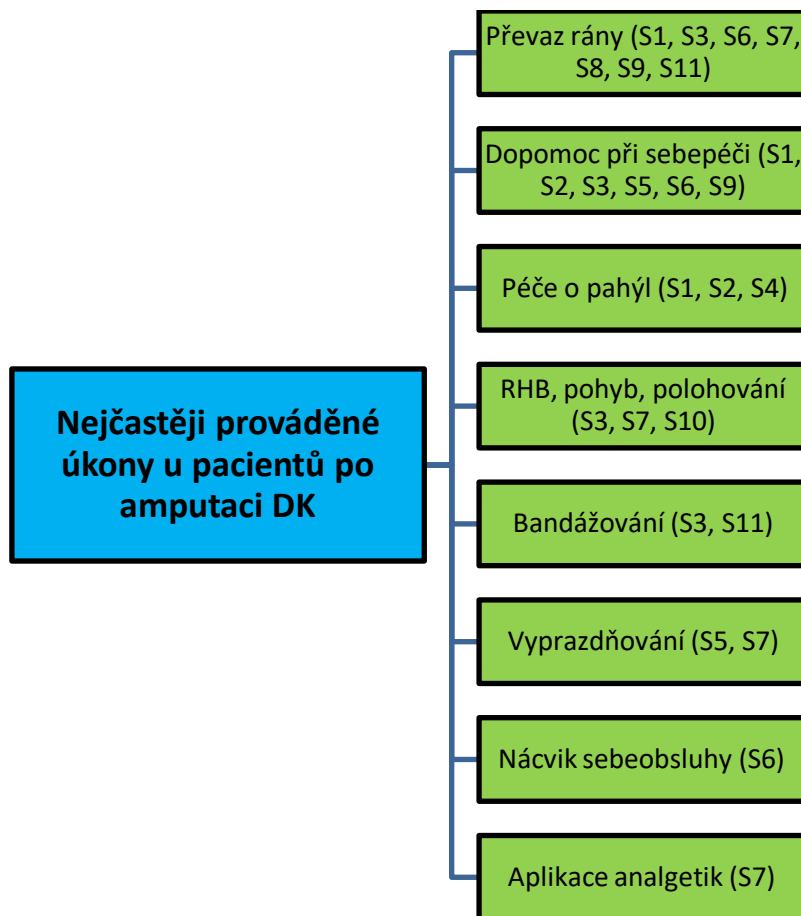 Převaz rány (S1, S3, S6, S7,
S8, S9, S11)
Dopomoc při sebepéči (S1,
S2, S3, S5, S6, S9)
Péče o pahýl (S1, S2, S4)
RHB, pohyb, polohování
(S3, S7, S10)
Nejčastěji prováděné
úkony u pacientů po
amputaci DK
Bandážování (S3, S11)
Vyprazdňování (S5, S7)
Nácvik sebeobsluhy (S6)
Aplikace analgetik (S7)